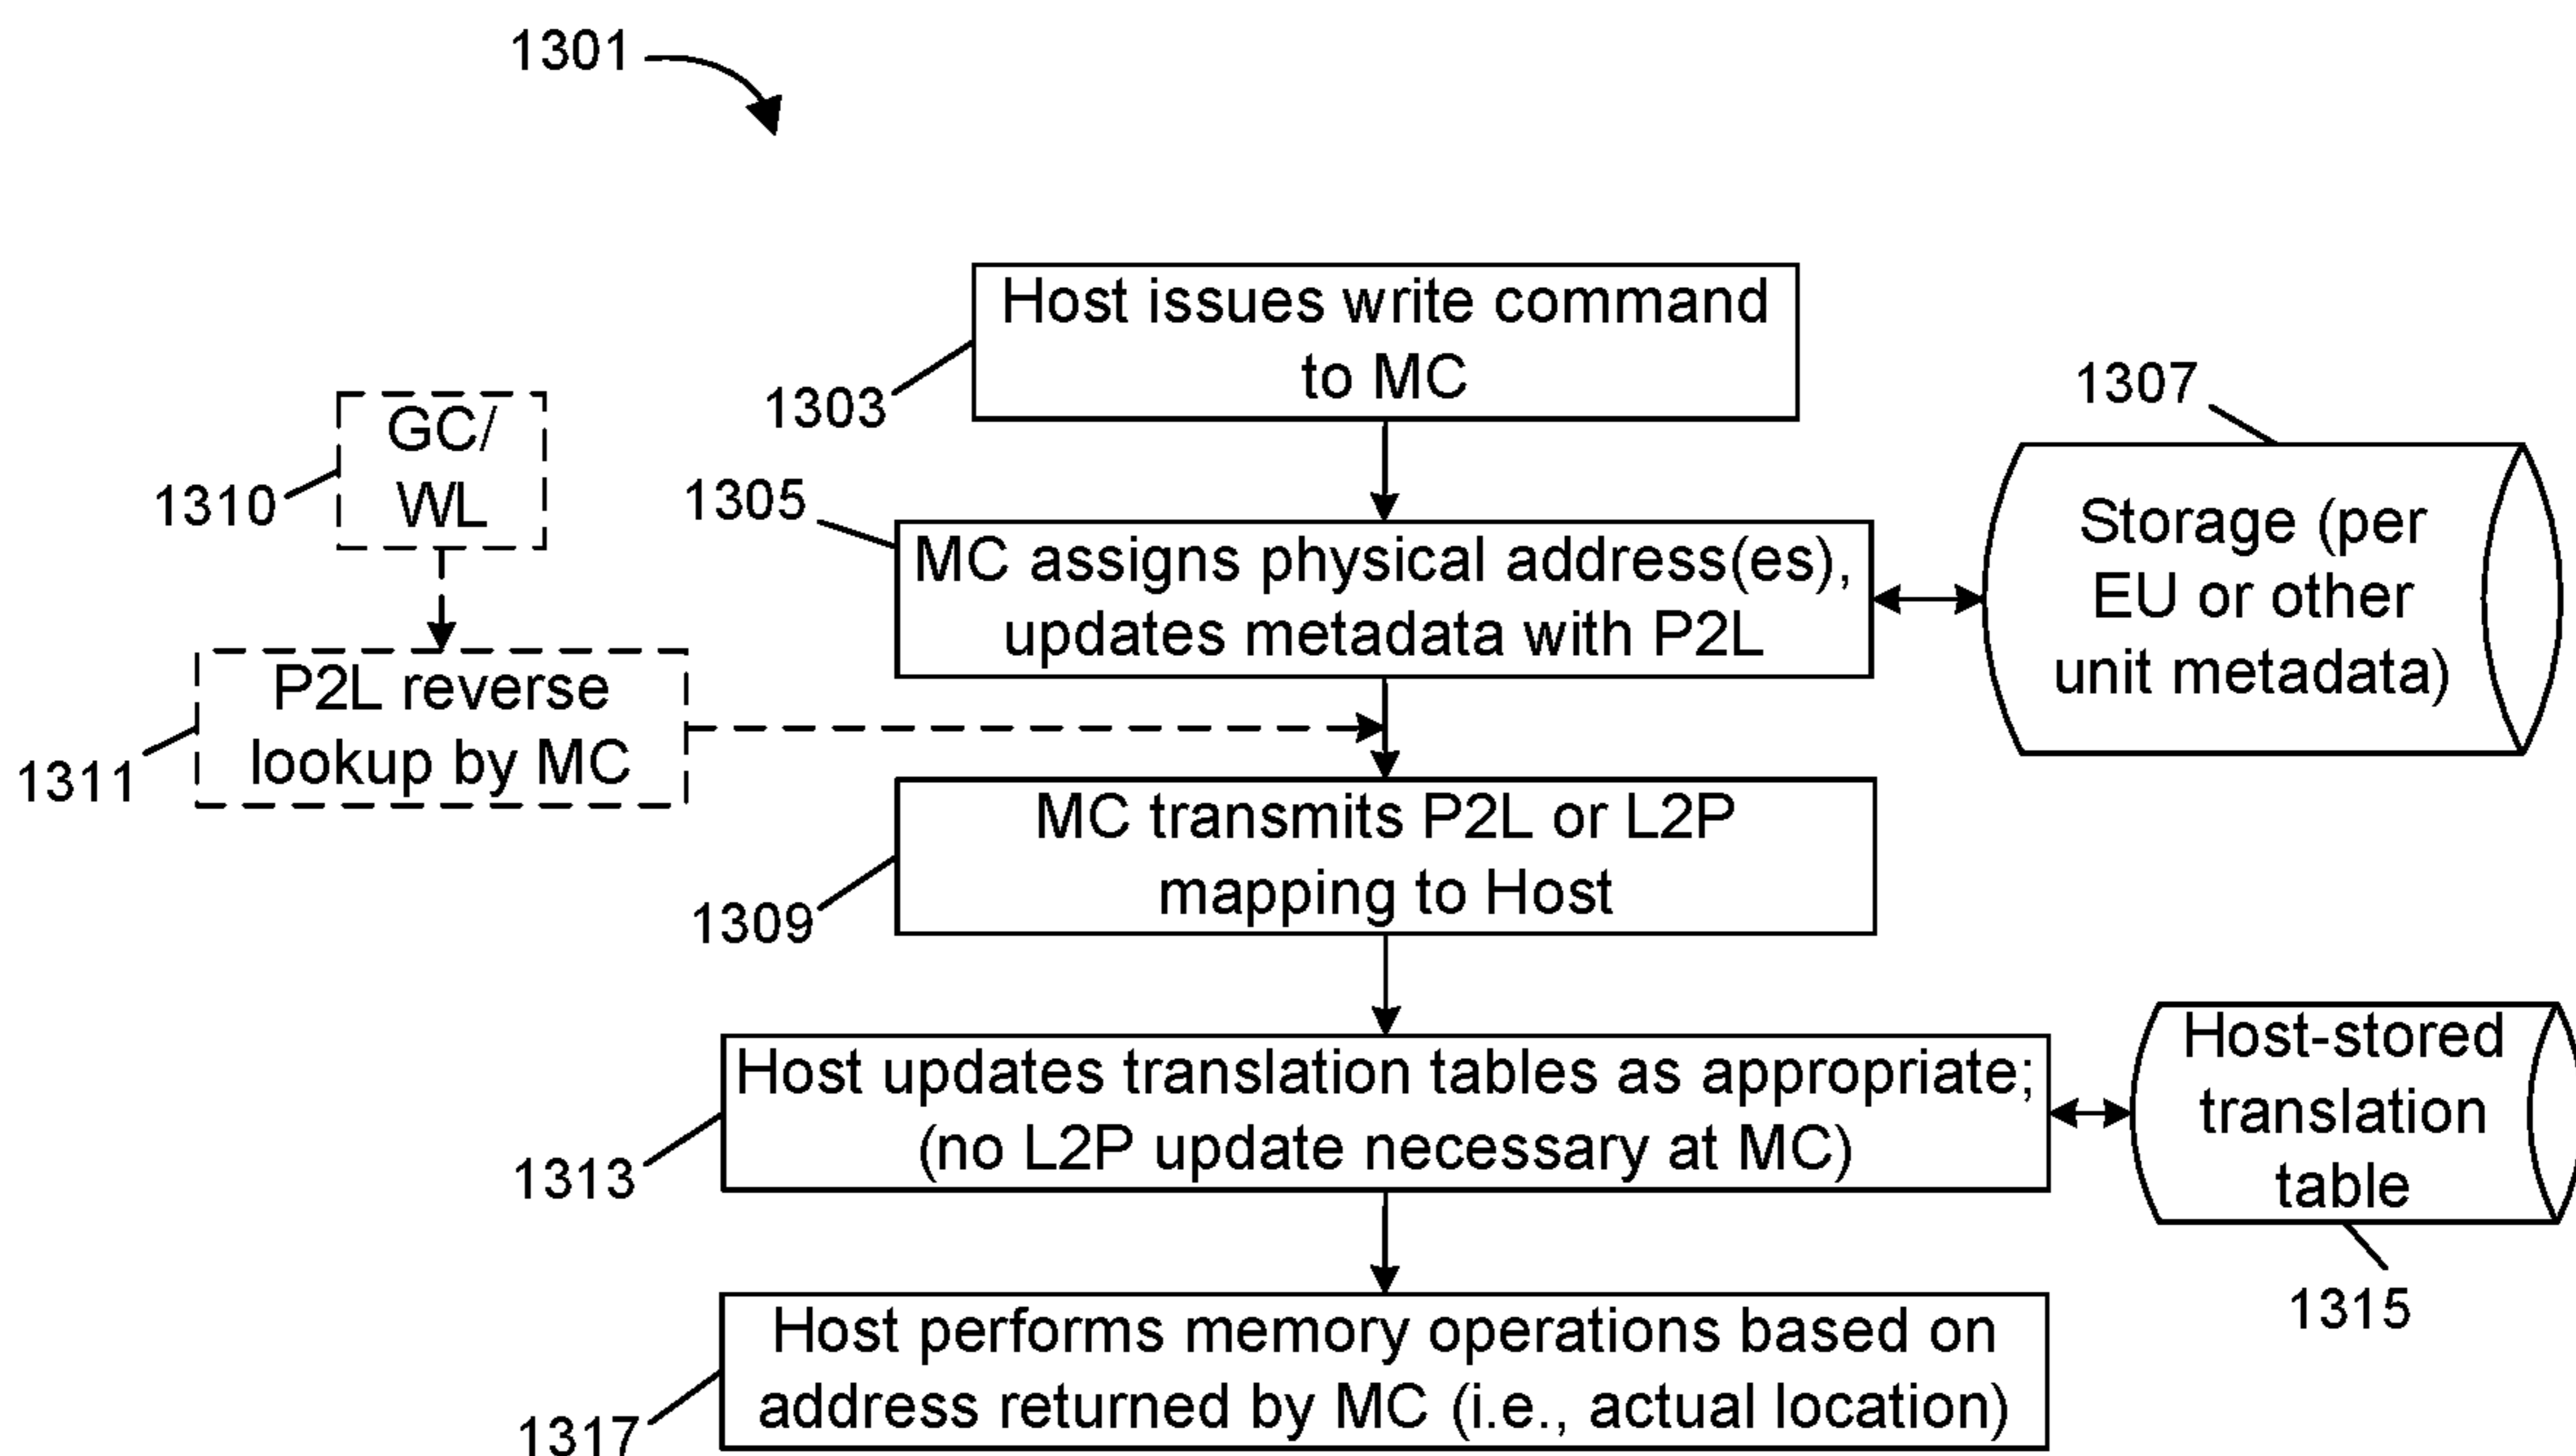 1301
Host issues write command
to MC
1303
1307
GC/
WL
1310
1305
MC assigns physical address(es),
updates metadata with P2L
Storage (per
EU or other
unit metadata)
P2L reverse
lookup by MC
1311
MC transmits P2L or L2P
mapping to Host
1309
Host updates translation tables as appropriate;
(no L2P update necessary at MC)
1313
Host-stored
translation
table
1315
Host performs memory operations based on
address returned by MC (i.e., actual location)
1317